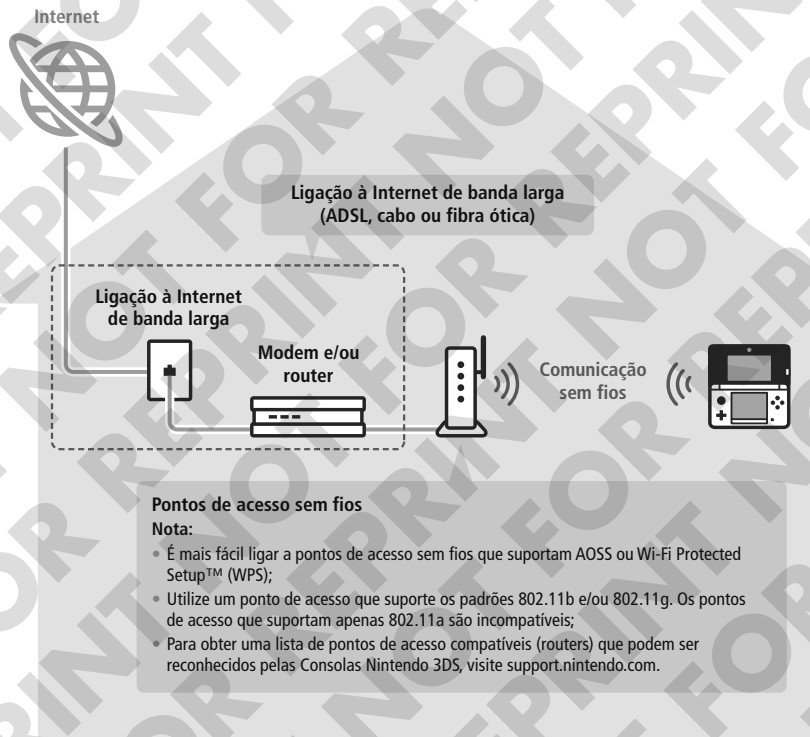 Internet
Ligação à Internet de banda larga
(ADSL, cabo ou fibra ótica)
Ligação à Internet
de banda larga
Modem e/ou
router
Comunicação
sem fios
Pontos de acesso sem fios
Nota:
• É mais fácil ligar a pontos de acesso sem fios que suportam AOSS ou Wi-Fi Protected
Setup™ (WPS);
• Utilize um ponto de acesso que suporte os padrões 802.11b e/ou 802.11g. Os pontos
de acesso que suportam apenas 802.11a são incompatíveis;
• Para obter uma lista de pontos de acesso compatíveis (routers) que podem ser
reconhecidos pelas Consolas Nintendo 3DS, visite support.nintendo.com.
NOT FOR REPRINT